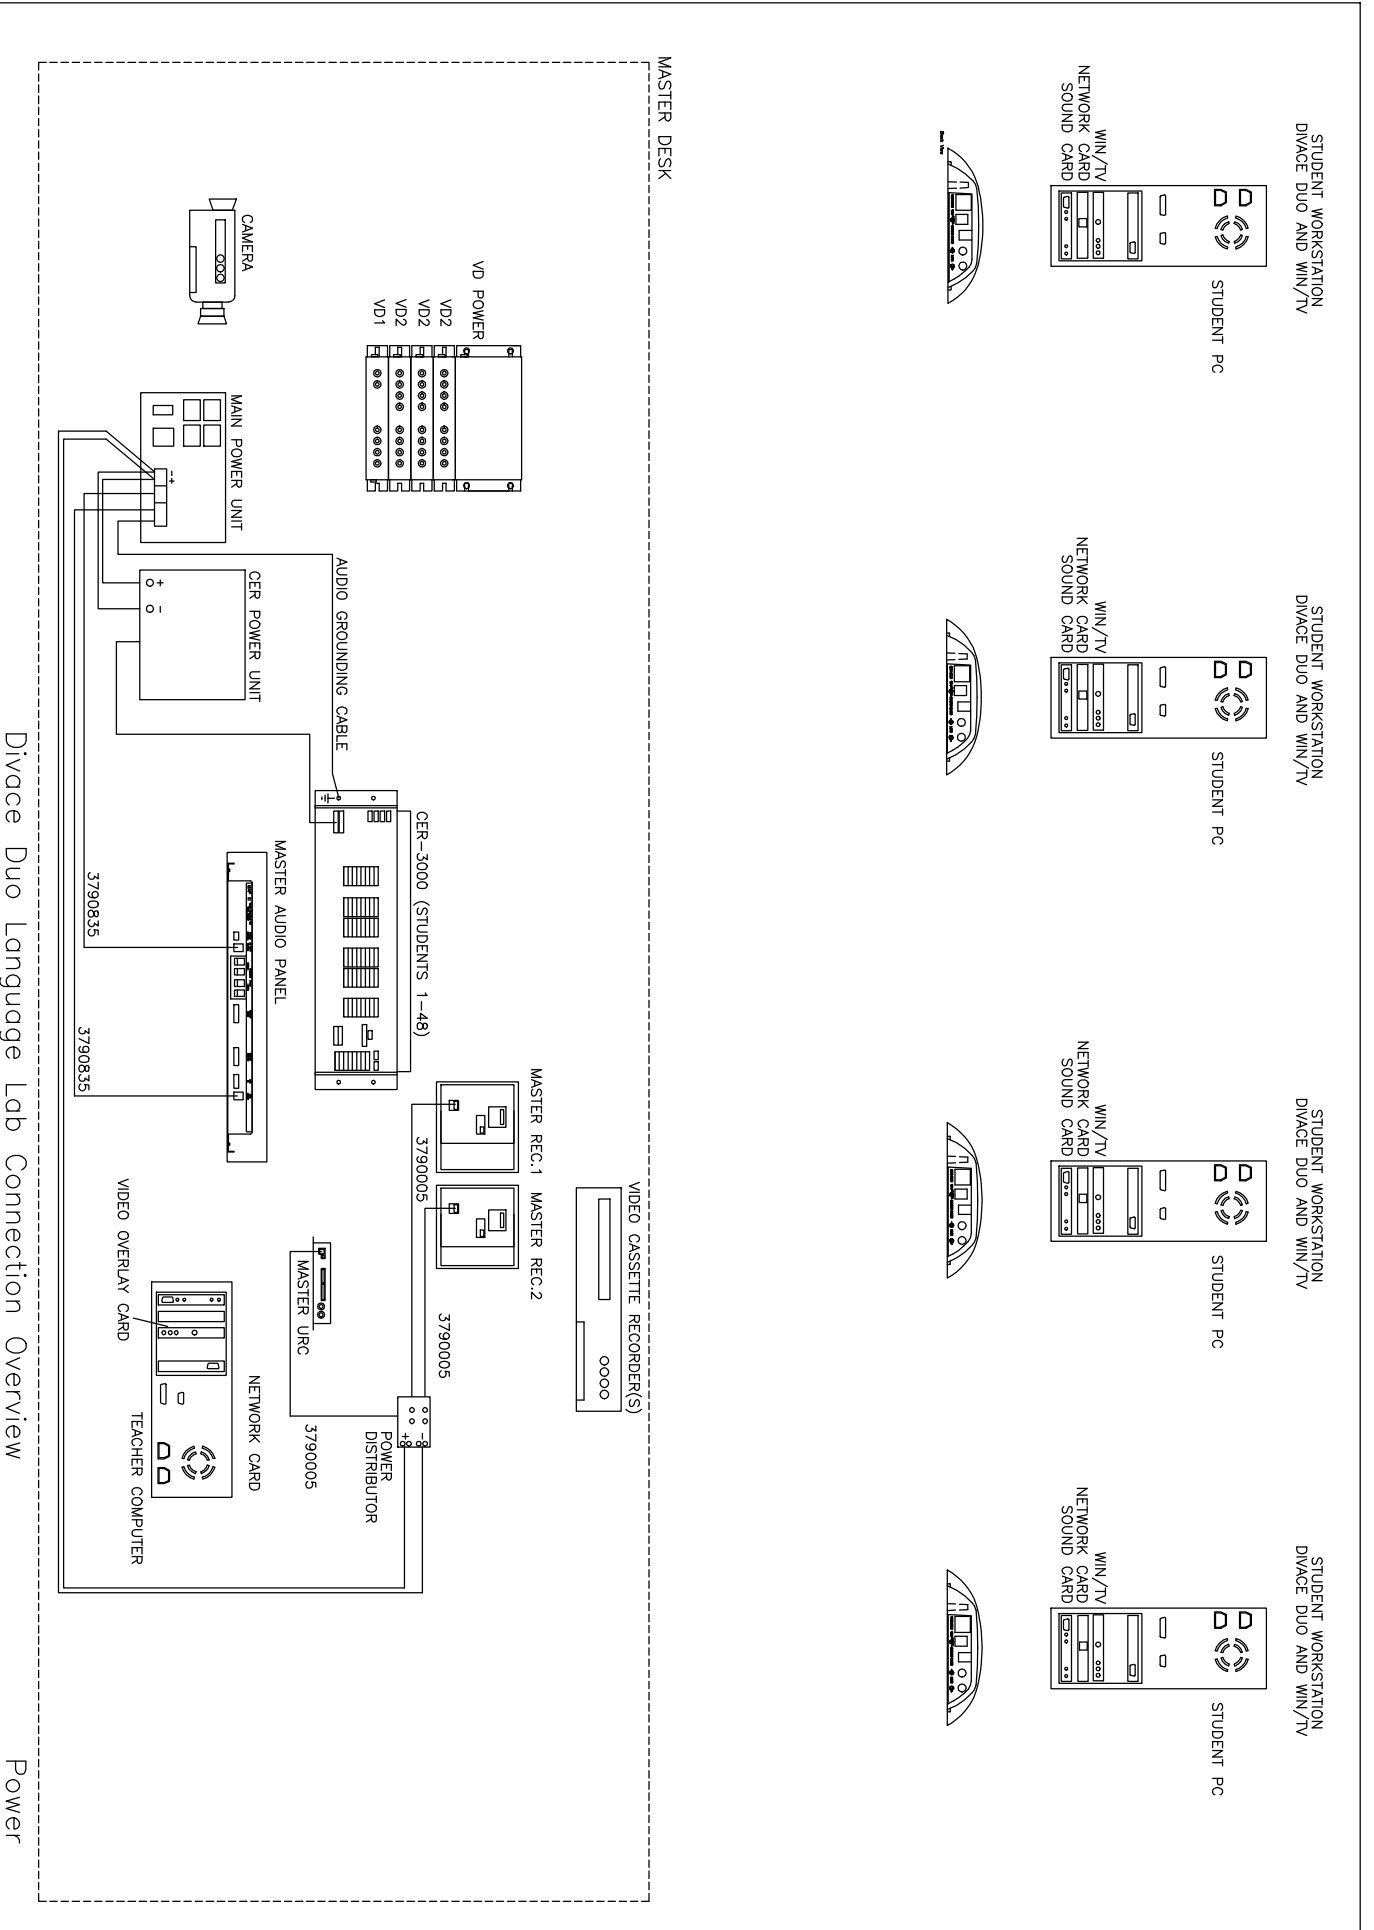 STUDENT WORKSTATION
DIVACE DUO AND WIN/TV
STUDENT WORKSTATION
DIVACE DUO AND WIN/TV
STUDENT WORKSTATION
DIVACE DUO AND WIN/TV
STUDENT WORKSTATION
DIVACE DUO AND WIN/TV
STUDENT PC
STUDENT PC
STUDENT PC
STUDENT PC
WIN/TV
NETWORK CARD
SOUND CARD
WIN/TV
NETWORK CARD
SOUND CARD
WIN/TV
NETWORK CARD
SOUND CARD
WIN/TV
NETWORK CARD
SOUND CARD
MASTER DESK
VIDEO CASSETTE RECORDER(S)
MASTER REC.1
MASTER REC.2
VD POWER
VD2
VD2
VD2
VD1
3790005
3790005
CER-3000 (STUDENTS 1-48)
- +
POWER
DISTRIBUTOR
AUDIO GROUNDING CABLE
MASTER URC
3790005
MASTER AUDIO PANEL
CAMERA
MAIN POWER UNIT
- +
CER POWER UNIT
+ -
NETWORK CARD
VIDEO OVERLAY CARD
TEACHER COMPUTER
3790835
3790835
Divace Duo Language Lab Connection Overview
Power